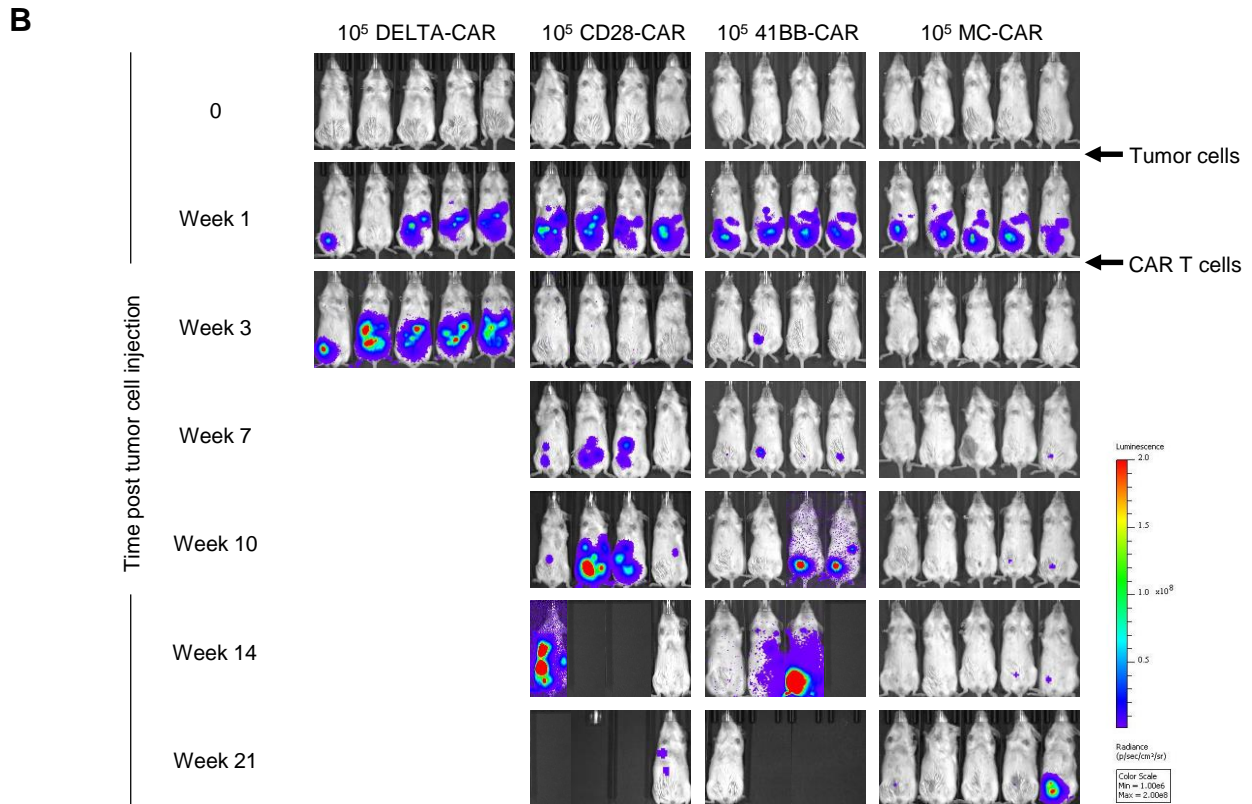 B
10⁵ DELTA-CAR 10⁵ CD28-CAR 10⁵ 41BB-CAR 10⁵ MC-CAR
Time post tumor cell injection
0
Tumor cells
Week 1
CAR T cells
Week 3
Week 7
Week 10
Week 14
Week 21
Luminescence
2.0
1.5
1.0 x10⁸
0.5
Radiance
(p/sec/cm²/sr)
Color Scale
Min = 1.00e6
Max = 2.00e8